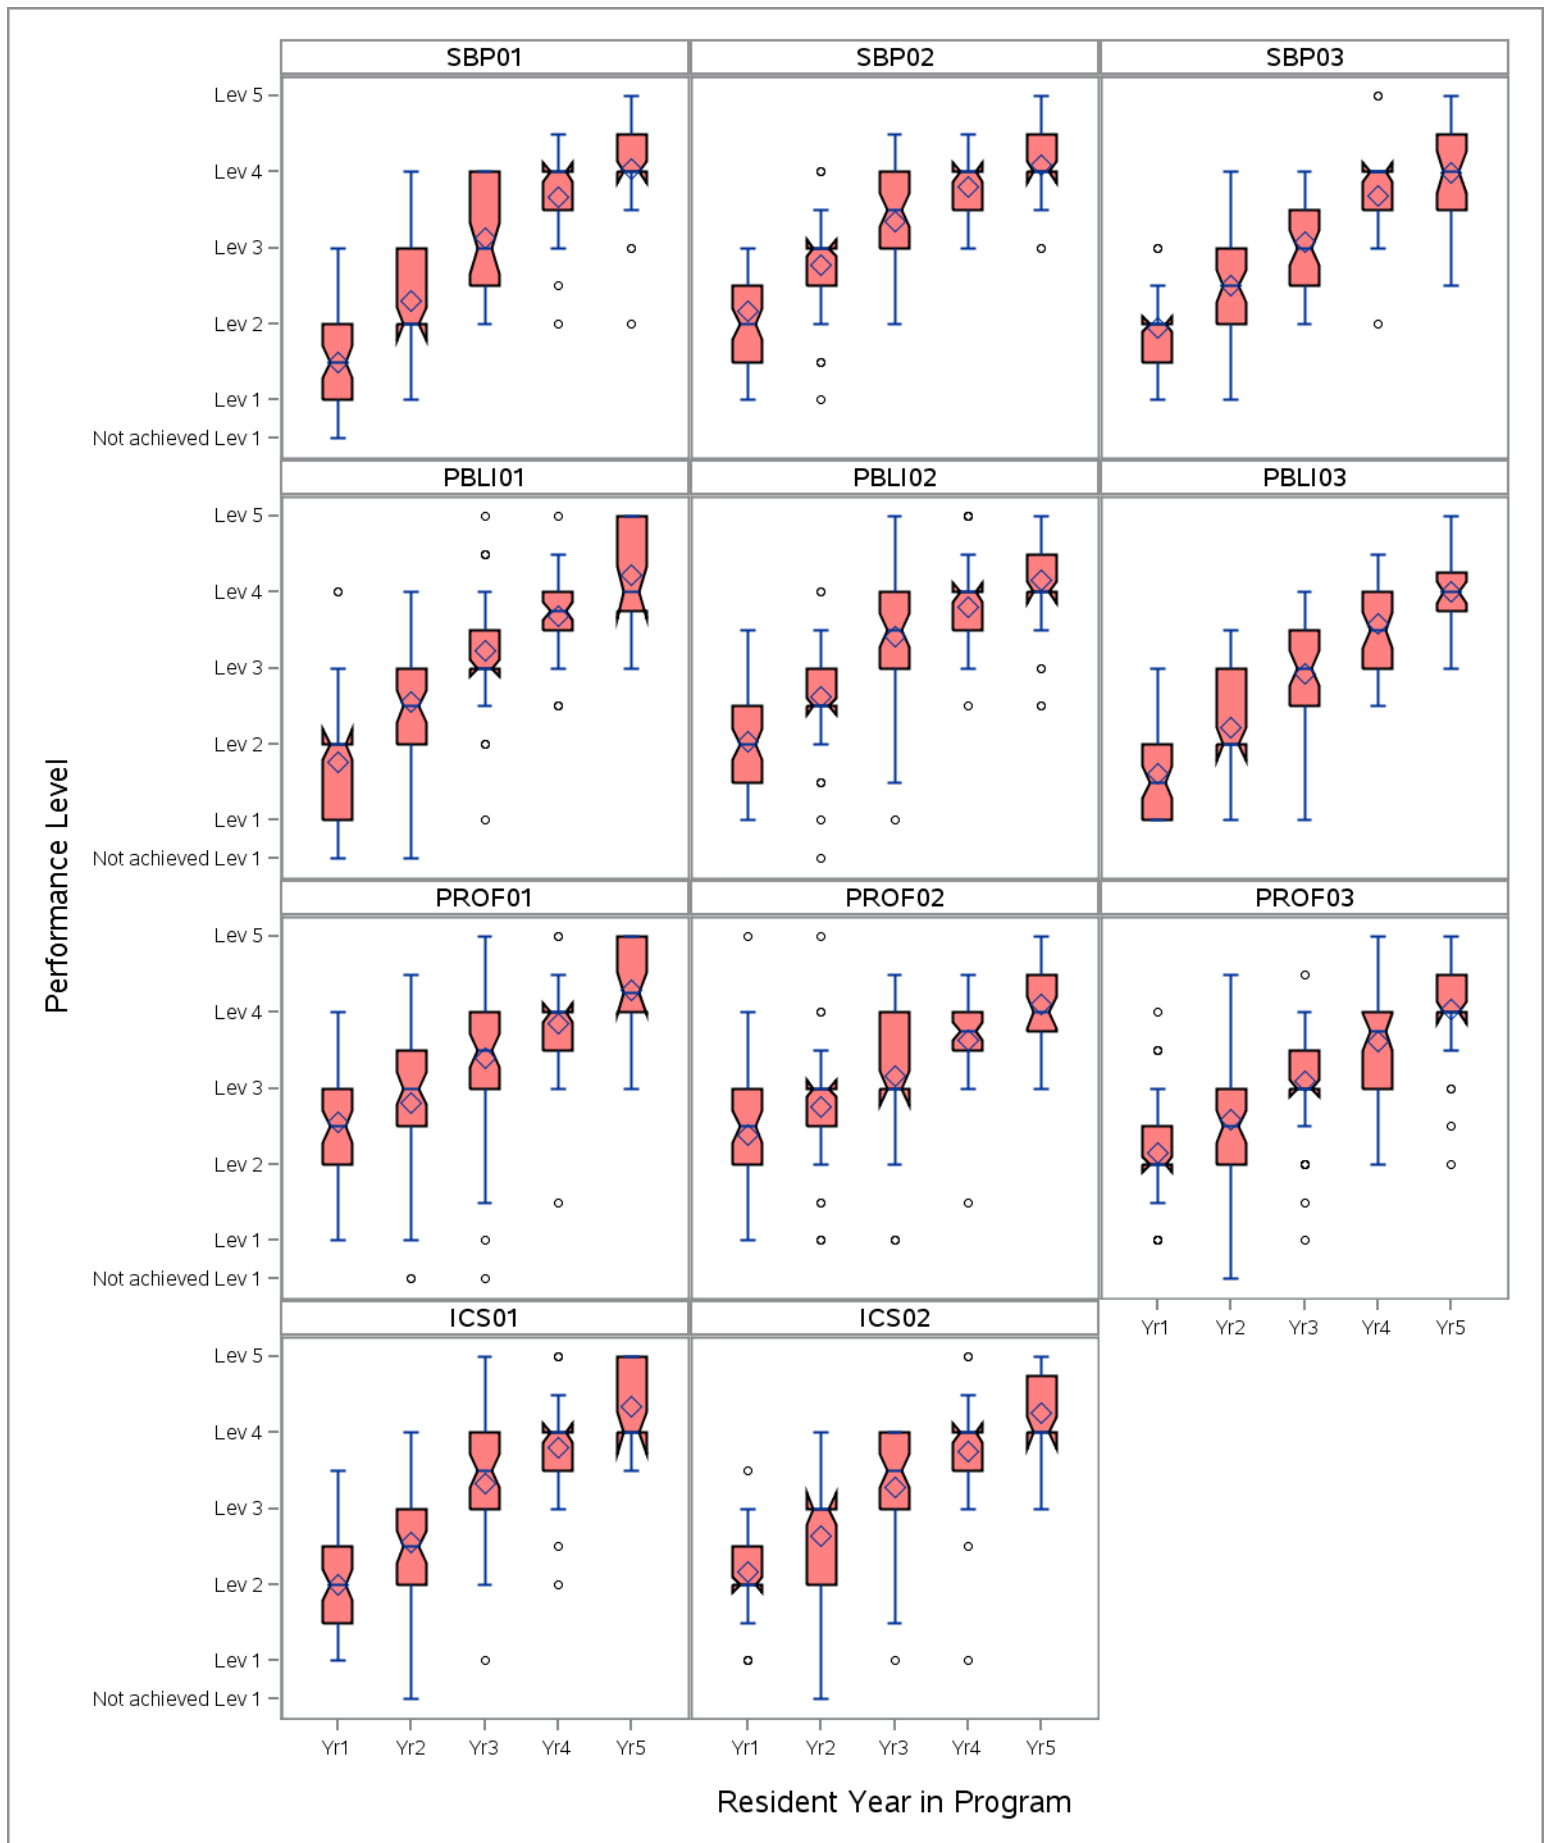 SBP01 SBP02 SBP03
Lev 5
Lev 4
Lev 3
Lev 2
Lev 1
Not achieved Lev 1
PBLI01 PBLI02 PBLI03
Lev 5
Lev 4
Lev 3
Lev 2
Lev 1
Not achieved Lev 1
PROF01 PROF02 PROF03
Lev 5
Lev 4
Lev 3
Lev 2
Lev 1
Not achieved Lev 1
Yr1 Yr2 Yr3 Yr4 Yr5
ICS01 ICS02
Lev 5
Lev 4
Lev 3
Lev 2
Lev 1
Not achieved Lev 1
Yr1 Yr2 Yr3 Yr4 Yr5 Yr1 Yr2 Yr3 Yr4 Yr5
Performance Level
Resident Year in Program